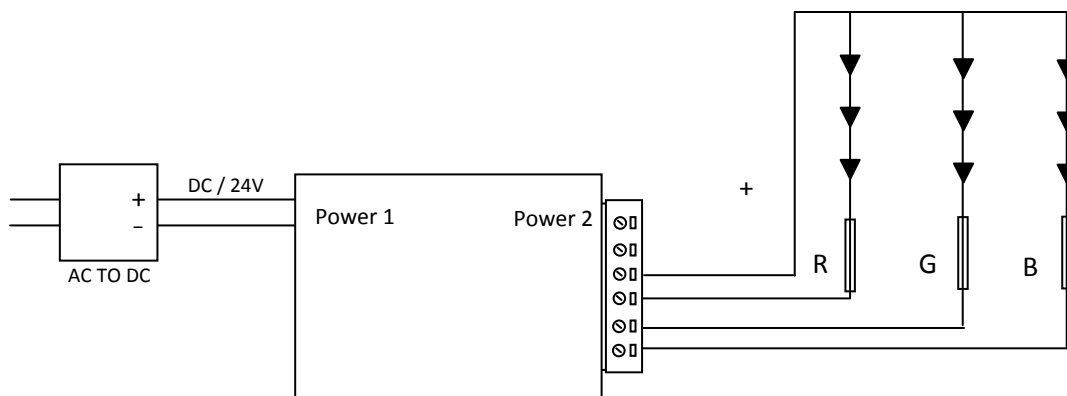 DC / 24V
+
+
−
Power 1
Power 2
R
G
B
AC TO DC